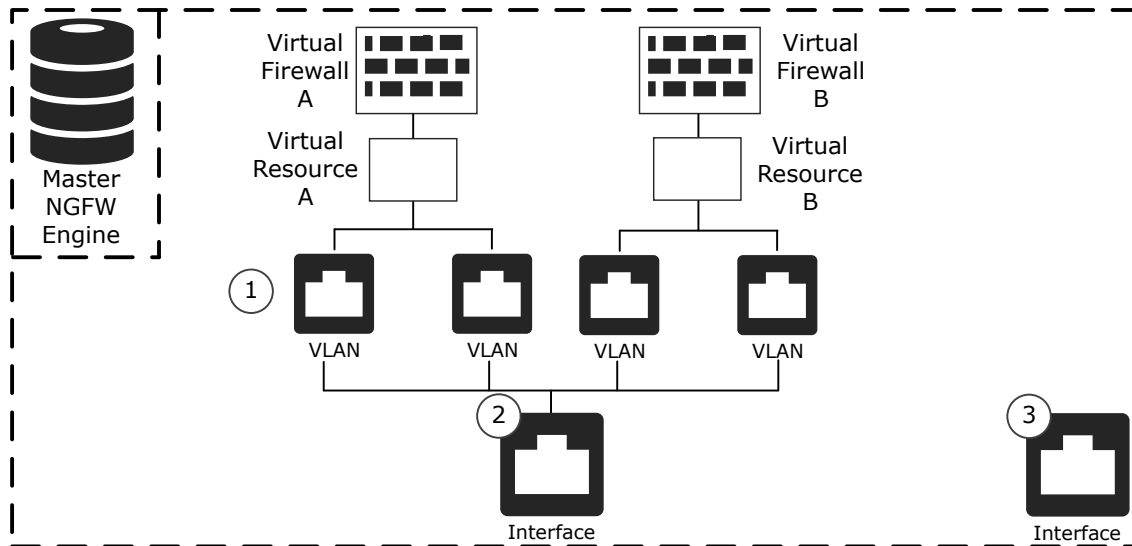 Master
NGFW
Engine
Virtual
Firewall
A
Virtual
Firewall
B
Virtual
Resource
A
Virtual
Resource
B
1
VLAN
VLAN
VLAN
VLAN
2
Interface
3
Interface